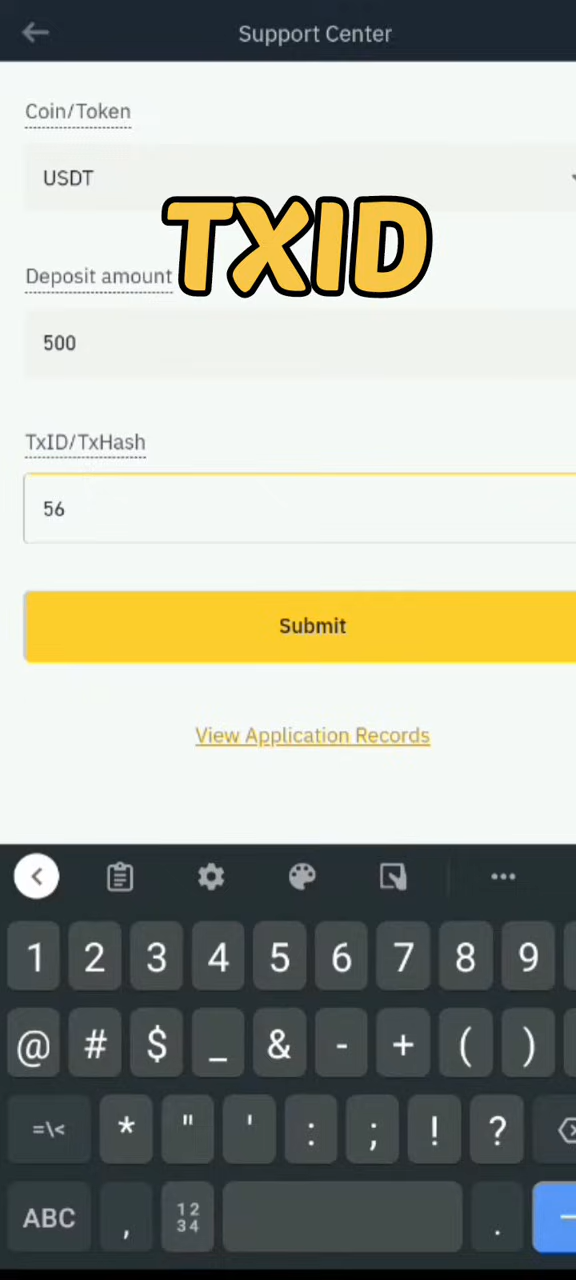 Support Center
Coin/Token
USDT
TXID
Deposit amount
500
TxID/TxHash
56
Submit
View Application Records
1 2 3 4 5 6 7 8 9
@ # $ _ & - + ( )
=\< * " ' : ; ! ?
ABC , 12 34 .